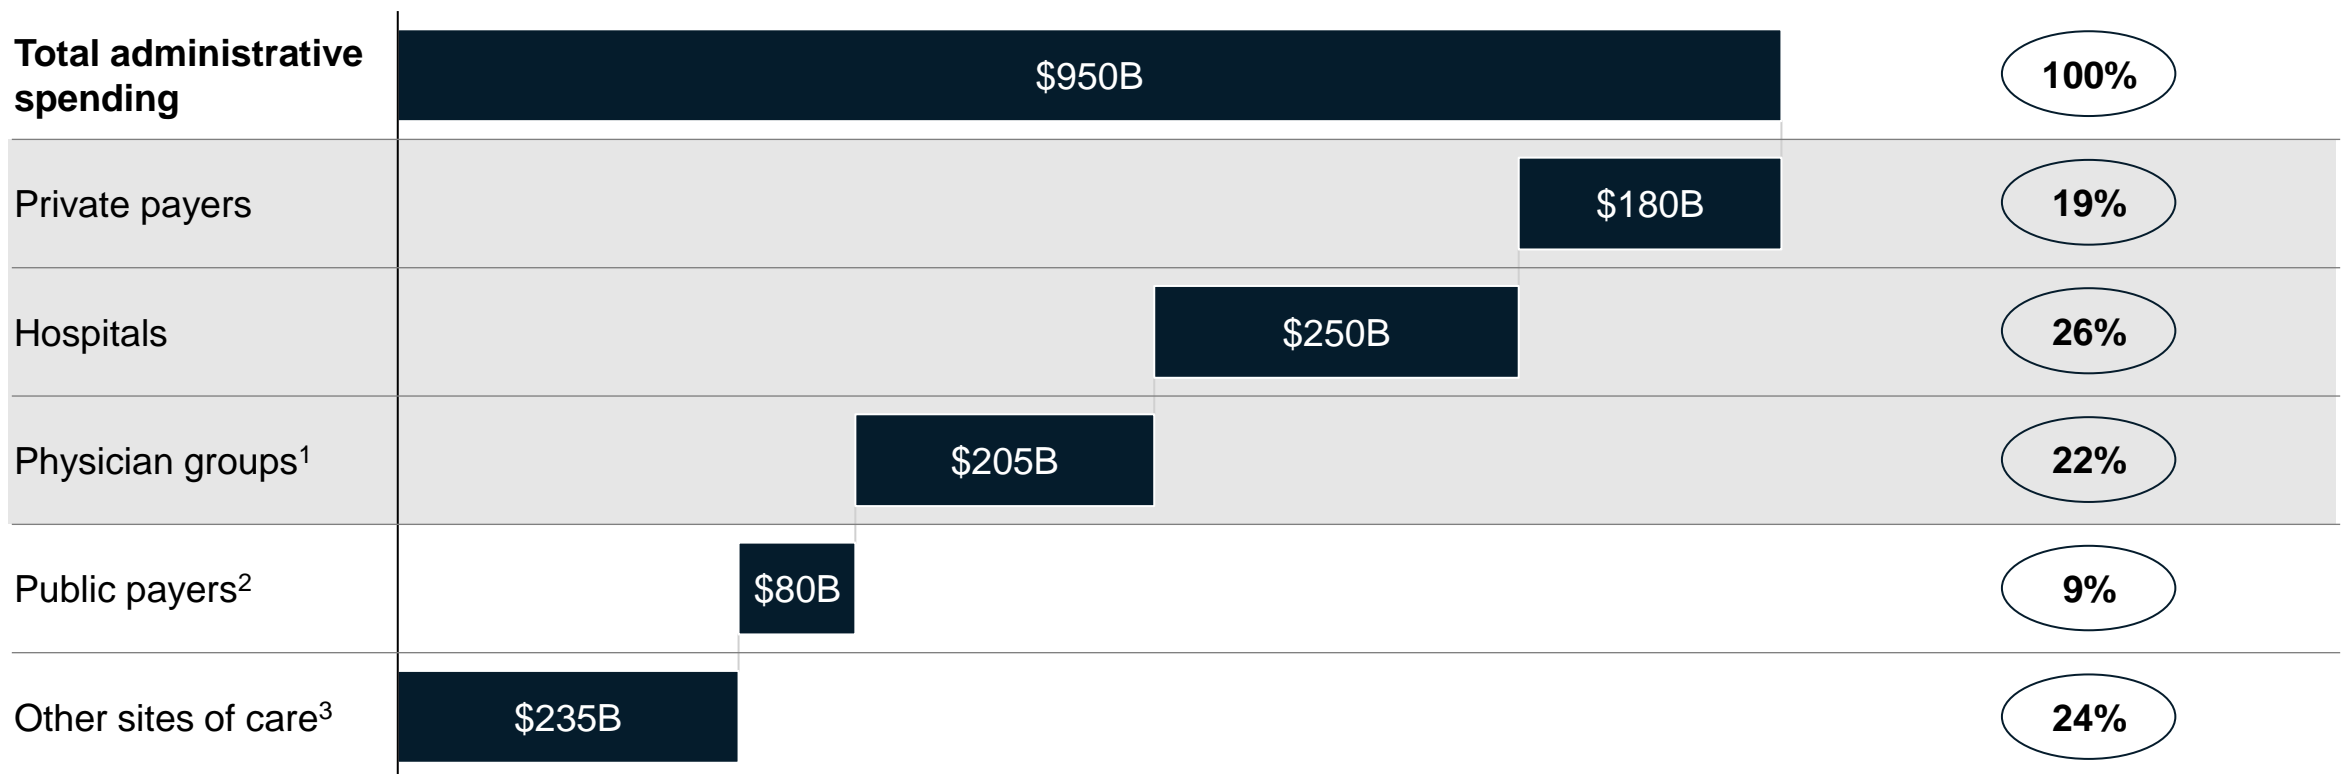 Total administrative
spending
$950B
100%
Private payers
$180B
19%
Hospitals
$250B
26%
Physician groups¹
$205B
22%
Public payers²
$80B
9%
Other sites of care³
$235B
24%